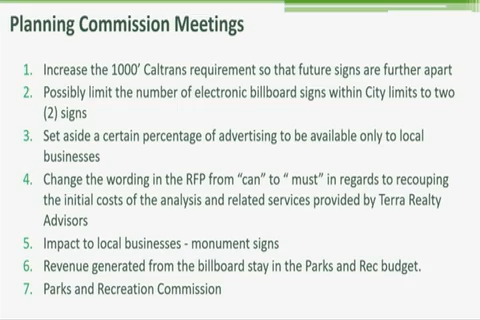 Planning Commission Meetings
1. Increase the 1000’ Caltrans requirement so that future signs are further apart
2. Possibly limit the number of electronic billboard signs within City limits to two
(2) signs
3. Set aside a certain percentage of advertising to be available only to local
businesses
4. Change the wording in the RFP from “can” to “ must” in regards to recouping
the initial costs of the analysis and related services provided by Terra Realty
Advisors
5. Impact to local businesses - monument signs
6. Revenue generated from the billboard stay in the Parks and Rec budget.
7. Parks and Recreation Commission